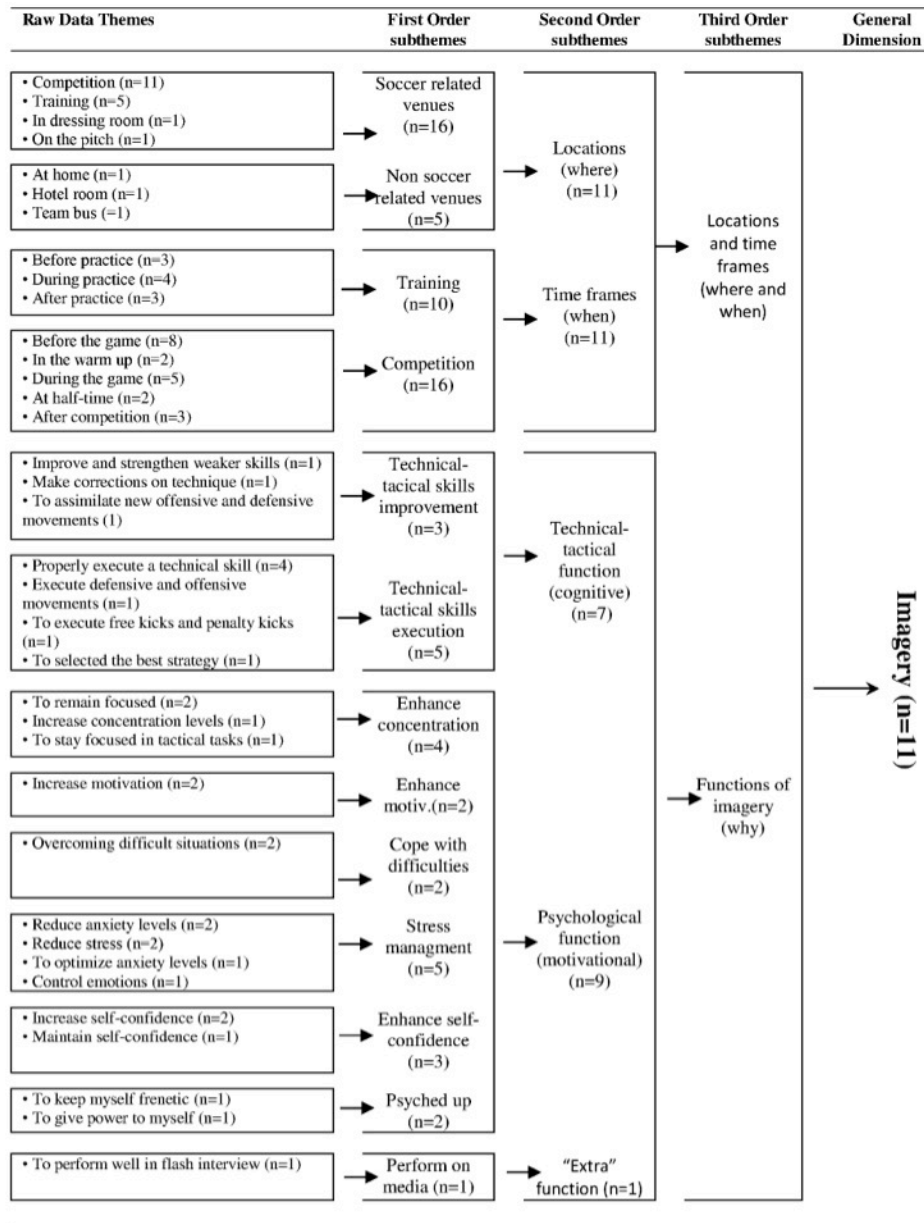 Raw Data Themes
First Order
subthemes
Second Order
subthemes
Third Order
subthemes
General
Dimension
• Competition (n=11)
• Training (n=5)
• In dressing room (n=1)
• On the pitch (n=1)
Soccer related
venues
(n=16)
• At home (n=1)
• Hotel room (n=1)
• Team bus (=1)
Non soccer
related venues
(n=5)
Locations
(where)
(n=11)
• Before practice (n=3)
• During practice (n=4)
• After practice (n=3)
Training
(n=10)
• Before the game (n=8)
• In the warm up (n=2)
• During the game (n=5)
• At half-time (n=2)
• After competition (n=3)
Competition
(n=16)
Time frames
(when)
(n=11)
Locations
and time
frames
(where and
when)
• Improve and strengthen weaker skills (n=1)
• Make corrections on technique (n=1)
• To assimilate new offensive and defensive
movements (1)
Technical-
tacical skills
improvement
(n=3)
• Properly execute a technical skill (n=4)
• Execute defensive and offensive
movements (n=1)
• To execute free kicks and penalty kicks
(n=1)
• To selected the best strategy (n=1)
Technical-
tactical skills
execution
(n=5)
Technical-
tactical
function
(cognitive)
(n=7)
• To remain focused (n=2)
• Increase concentration levels (n=1)
• To stay focused in tactical tasks (n=1)
Enhance
concentration
(n=4)
• Increase motivation (n=2)
Enhance
motiv.(n=2)
• Overcoming difficult situations (n=2)
Cope with
difficulties
(n=2)
• Reduce anxiety levels (n=2)
• Reduce stress (n=2)
• To optimize anxiety levels (n=1)
• Control emotions (n=1)
Stress
managment
(n=5)
• Increase self-confidence (n=2)
• Maintain self-confidence (n=1)
Enhance self-
confidence
(n=3)
• To keep myself frenetic (n=1)
• To give power to myself (n=1)
Psyched up
(n=2)
Psychological
function
(motivational)
(n=9)
• To perform well in flash interview (n=1)
Perform on
media (n=1)
“Extra”
function (n=1)
Functions of
imagery
(why)
Imagery (n=11)